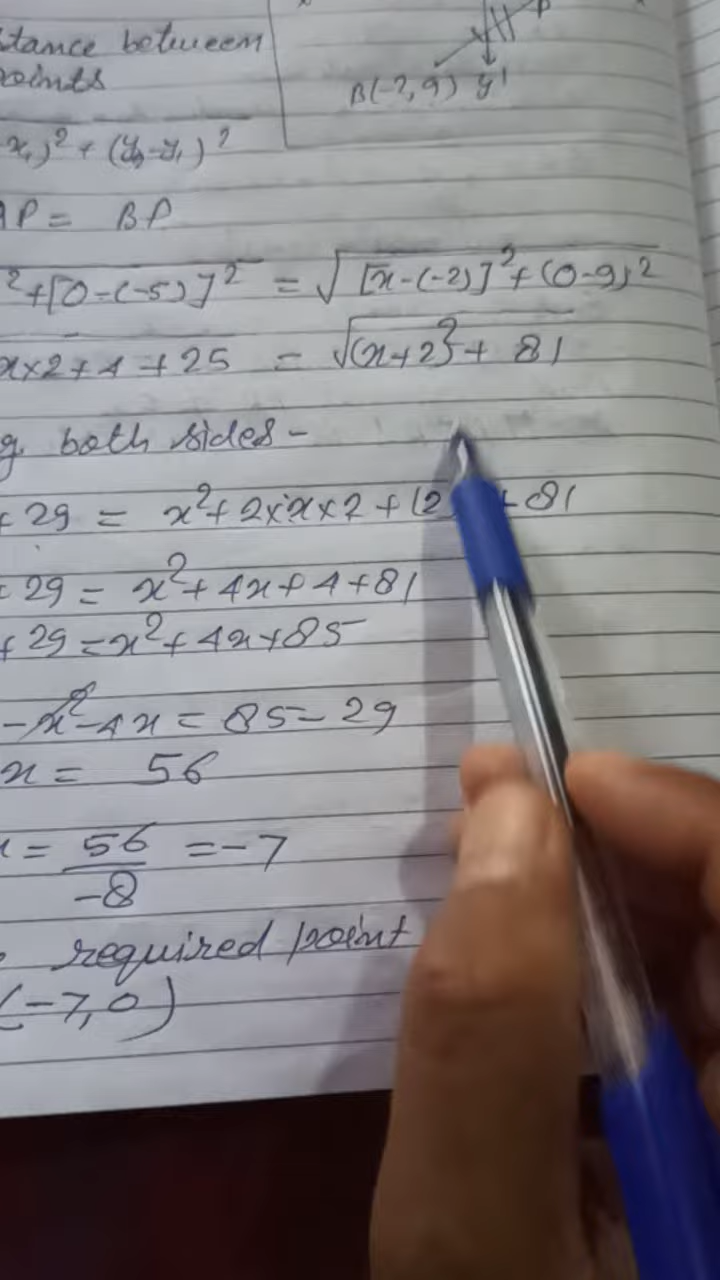 tance between
points
B(-2,9) y'
x₁)² + (y₂-y₁)²
AP = BP
²+[0-(-5)]² = √[x-(-2)]²+(0-9)²
x×2+4+25 = √(x+2)²+ 81
g both sides-
+ 29 = x²+2×x×2+(2 +81
+ 29 = x²+4x+4+81
+ 29 = x²+4x+85
-x²-4x = 85-29
x = 56
= 56/-8 = -7
required point
(-7,0)